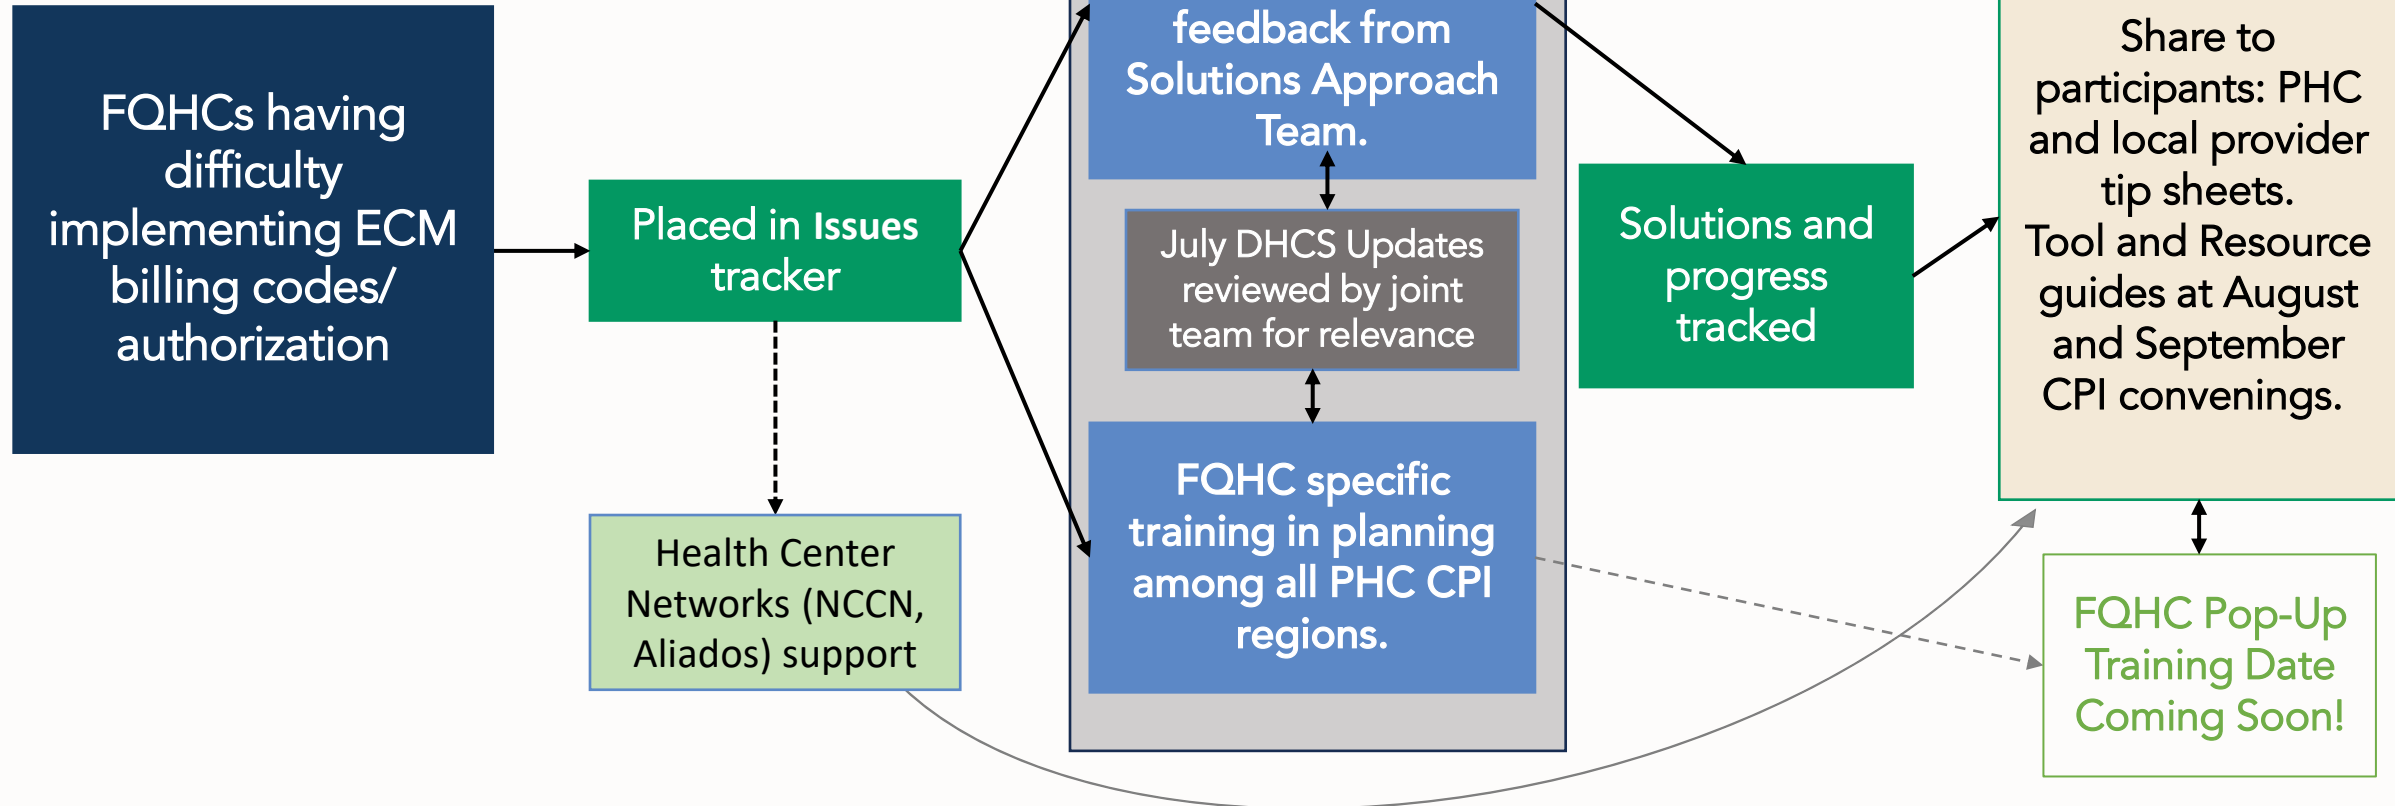 FQHCs having
difficulty
implementing ECM
billing codes/
authorization
Placed in Issues
tracker
Health Center
Networks (NCCN,
Aliados) support
feedback from
Solutions Approach
Team.
July DHCS Updates
reviewed by joint
team for relevance
FQHC specific
training in planning
among all PHC CPI
regions.
Solutions and
progress
tracked
Share to
participants: PHC
and local provider
tip sheets.
Tool and Resource
guides at August
and September
CPI convenings.
FQHC Pop-Up
Training Date
Coming Soon!